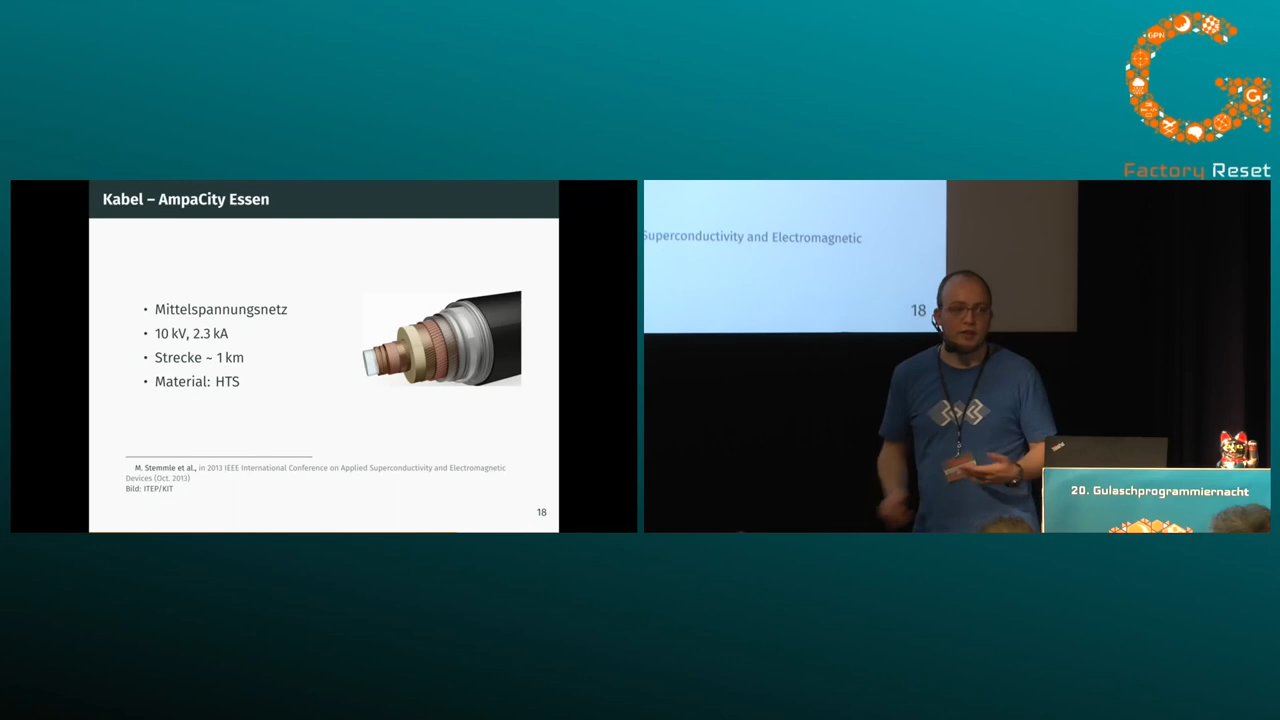 GPN
Factory Reset
Kabel – AmpaCity Essen
• Mittelspannungsnetz
• 10 kV, 2.3 kA
• Strecke ~ 1 km
• Material: HTS
M. Stemmle et al., in 2013 IEEE International Conference on Applied Superconductivity and Electromagnetic
Devices (Oct. 2013)
Bild: ITEP/KIT
18
Superconductivity and Electromagnetic
18
20. Gulaschprogrammiernacht